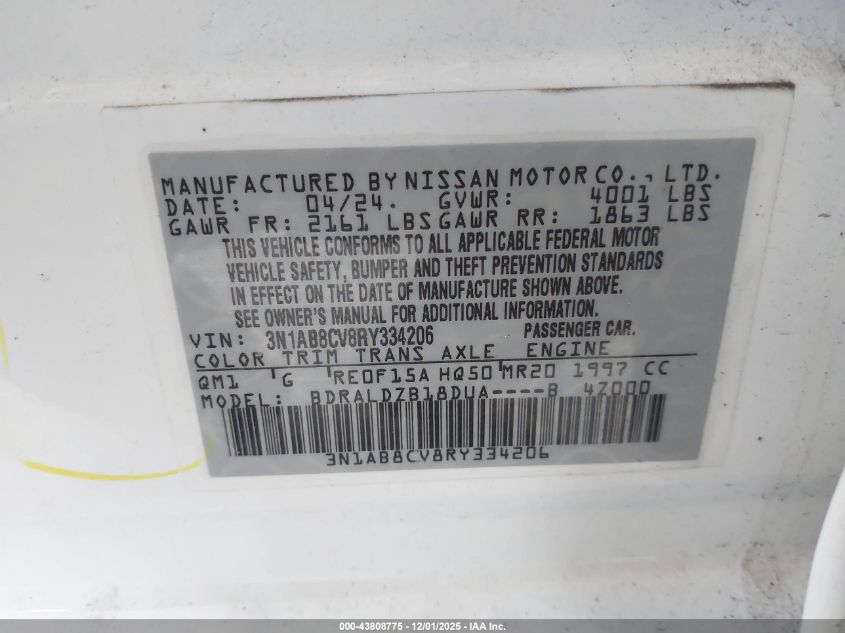 MANUFACTURED BY NISSAN MOTOR CO., LTD.
DATE: 04/24. GVWR: 4001 LBS
GAWR FR: 2161 LBS GAWR RR: 1863 LBS
THIS VEHICLE CONFORMS TO ALL APPLICABLE FEDERAL MOTOR
VEHICLE SAFETY, BUMPER AND THEFT PREVENTION STANDARDS
IN EFFECT ON THE DATE OF MANUFACTURE SHOWN ABOVE.
SEE OWNER'S MANUAL FOR ADDITIONAL INFORMATION.
VIN: 3N1AB8CV8RY334206 PASSENGER CAR.
COLOR TRIM TRANS AXLE ENGINE
QM1 G RE0F15A HQ50 MR20 1997 CC
MODEL: BDRALDZB18DUA----B 4Z000
3N1AB8CV8RY334206
000-43808775 - 12/01/2025 - IAA Inc.